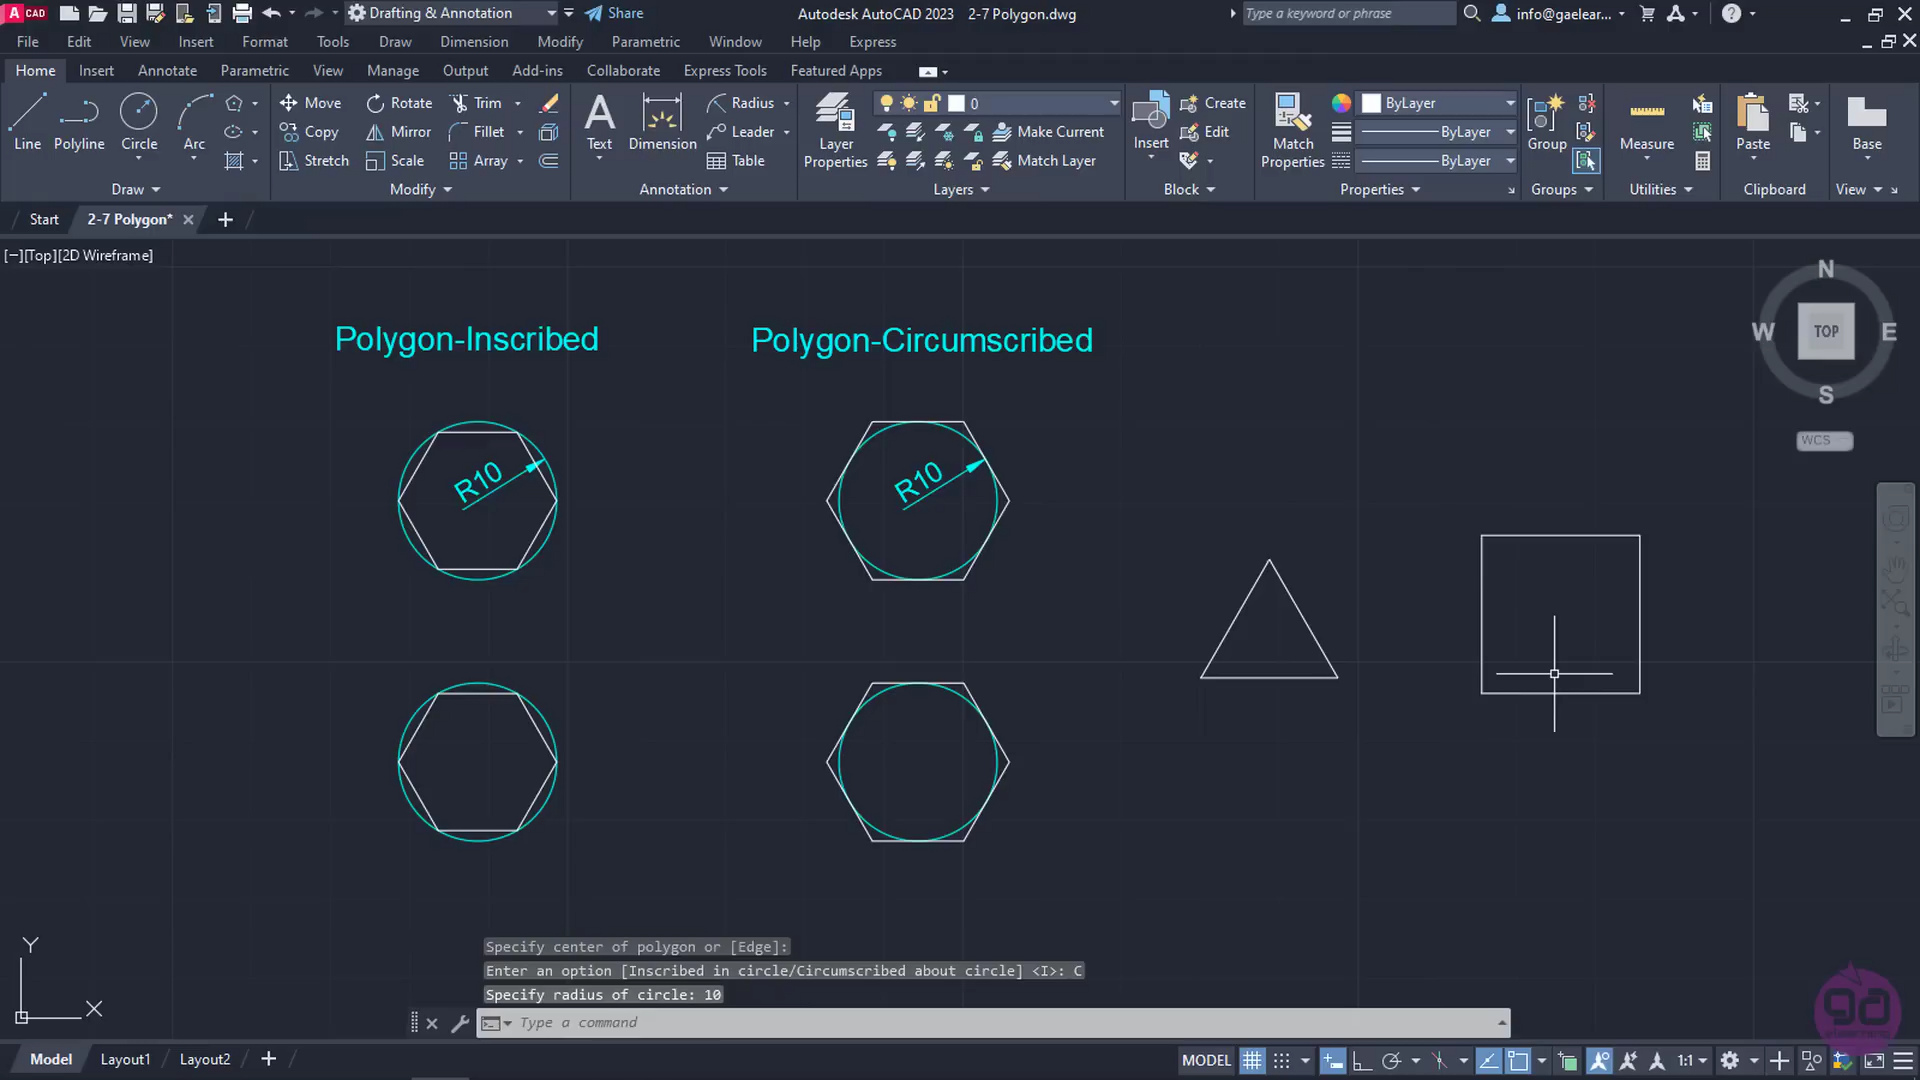 A CAD
Drafting & Annotation
Share
Autodesk AutoCAD 2023 2-7 Polygon.dwg
Type a keyword or phrase
info@gaelear...
File Edit View Insert Format Tools Draw Dimension Modify Parametric Window Help Express
Home Insert Annotate Parametric View Manage Output Add-ins Collaborate Express Tools Featured Apps
Line Polyline Circle Arc
Draw
Move Rotate Trim
Copy Mirror Fillet
Stretch Scale Array
Modify
Text Dimension
Radius
Leader
Table
Annotation
Layer Properties
0
Make Current
Match Layer
Layers
Insert
Create
Edit
Block
Match Properties
ByLayer
ByLayer
ByLayer
Properties
Group
Groups
Measure
Utilities
Paste
Clipboard
Base
View
Start 2-7 Polygon*
[−][Top][2D Wireframe]
N
W TOP E
S
WCS
Polygon-Inscribed Polygon-Circumscribed
R10 R10
Y
X
Specify center of polygon or [Edge]:
Enter an option [Inscribed in circle/Circumscribed about circle] <I>: C
Specify radius of circle: 10
Type a command
Model Layout1 Layout2
MODEL
1:1
ga